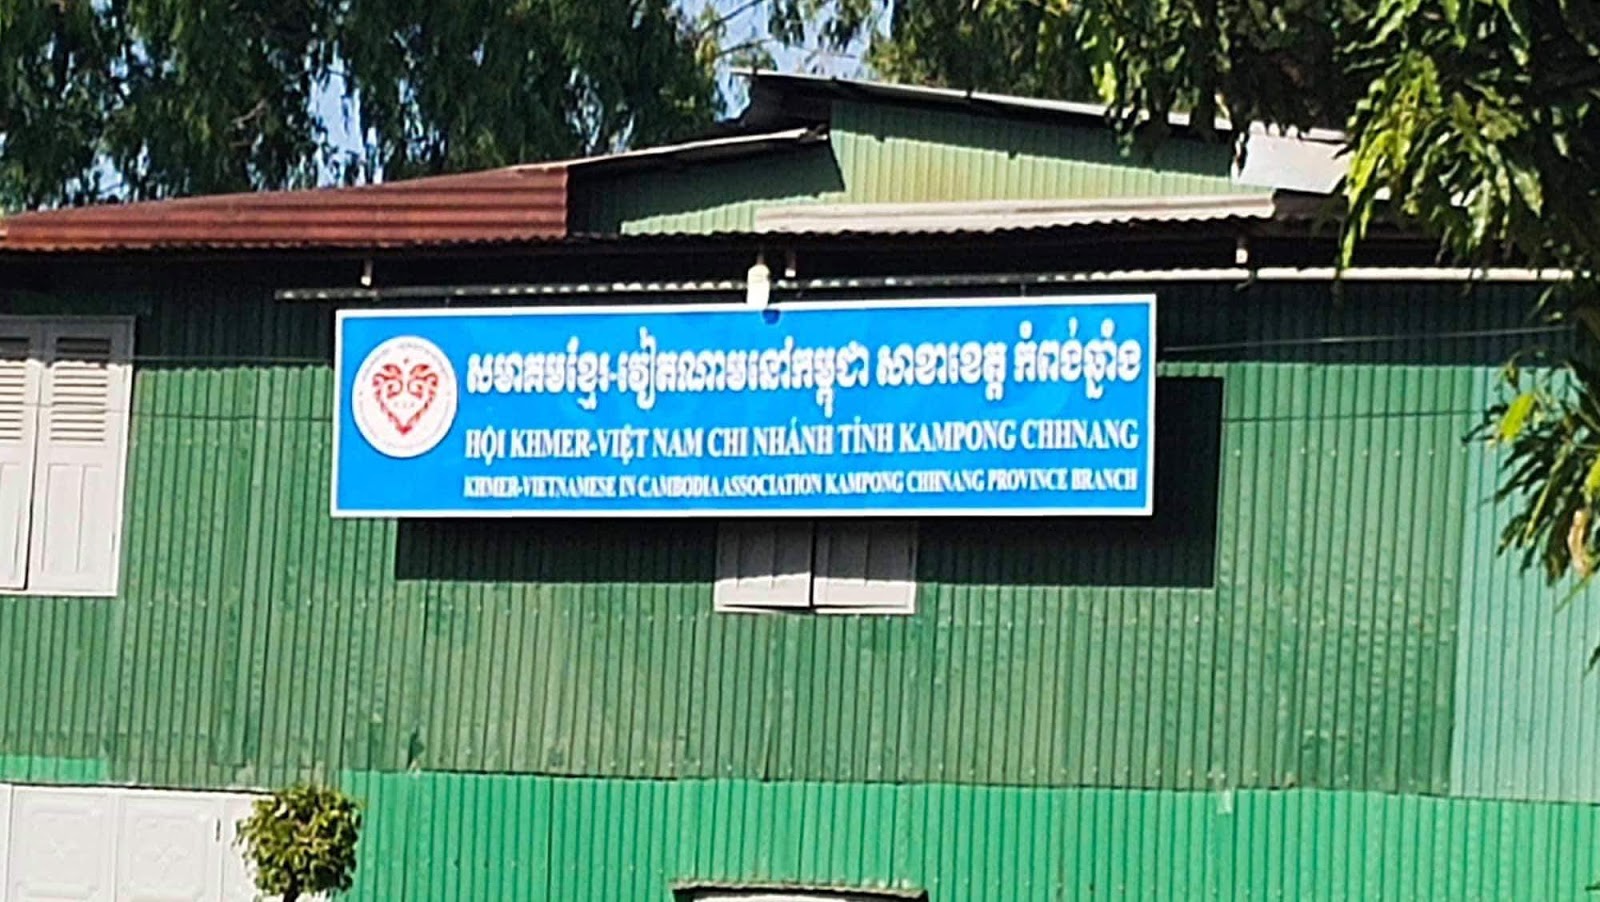 សមាគមខ្មែរ-វៀតណាមនៅកម្ពុជា សាខាខេត្ត កំពង់ឆ្នាំង
HỘI KHMER-VIỆT NAM CHI NHÁNH TỈNH KAMPONG CHHNANG
KHMER-VIETNAMESE IN CAMBODIA ASSOCIATION KAMPONG CHHNANG PROVINCE BRANCH